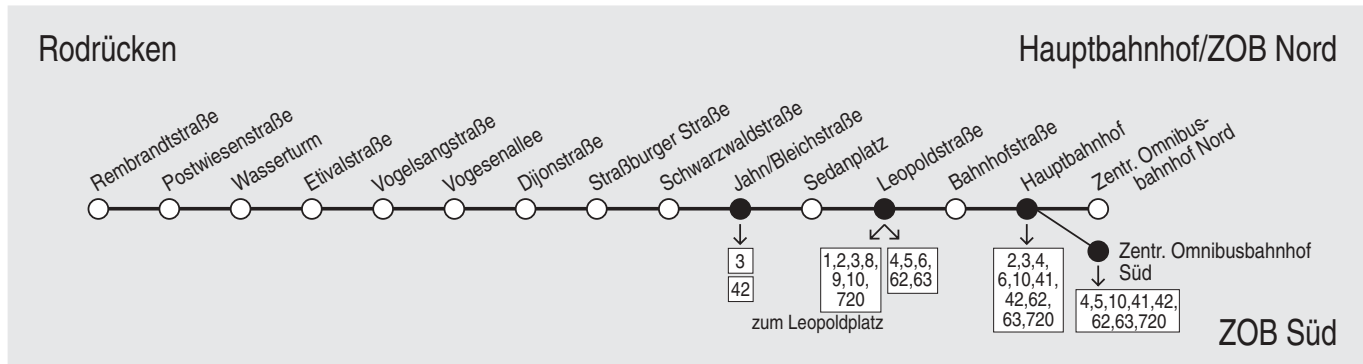 Rodrücken
Hauptbahnhof/ZOB Nord
Rembrandtstraße
Postwiesenstraße
Wasserturm
Etivalstraße
Vogelsangstraße
Vogesenallee
Dijonstraße
Straßburger Straße
Schwarzwaldstraße
Jahn/Bleichstraße
Sedanplatz
Leopoldstraße
Bahnhofstraße
Hauptbahnhof
Zentr. Omnibus-
bahnhof Nord
3
42
1,2,3,8,
9,10,
720
4,5,6,
62,63
zum Leopoldplatz
2,3,4,
6,10,41,
42,62,
63,720
Zentr. Omnibusbahnhof
Süd
4,5,10,41,42,
62,63,720
ZOB Süd